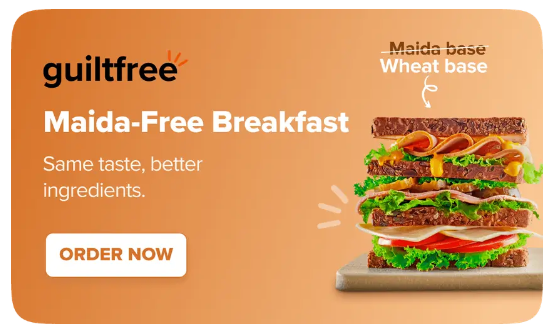 guiltfree
Maida base
Wheat base
Maida-Free Breakfast
Same taste, better
ingredients.
ORDER NOW